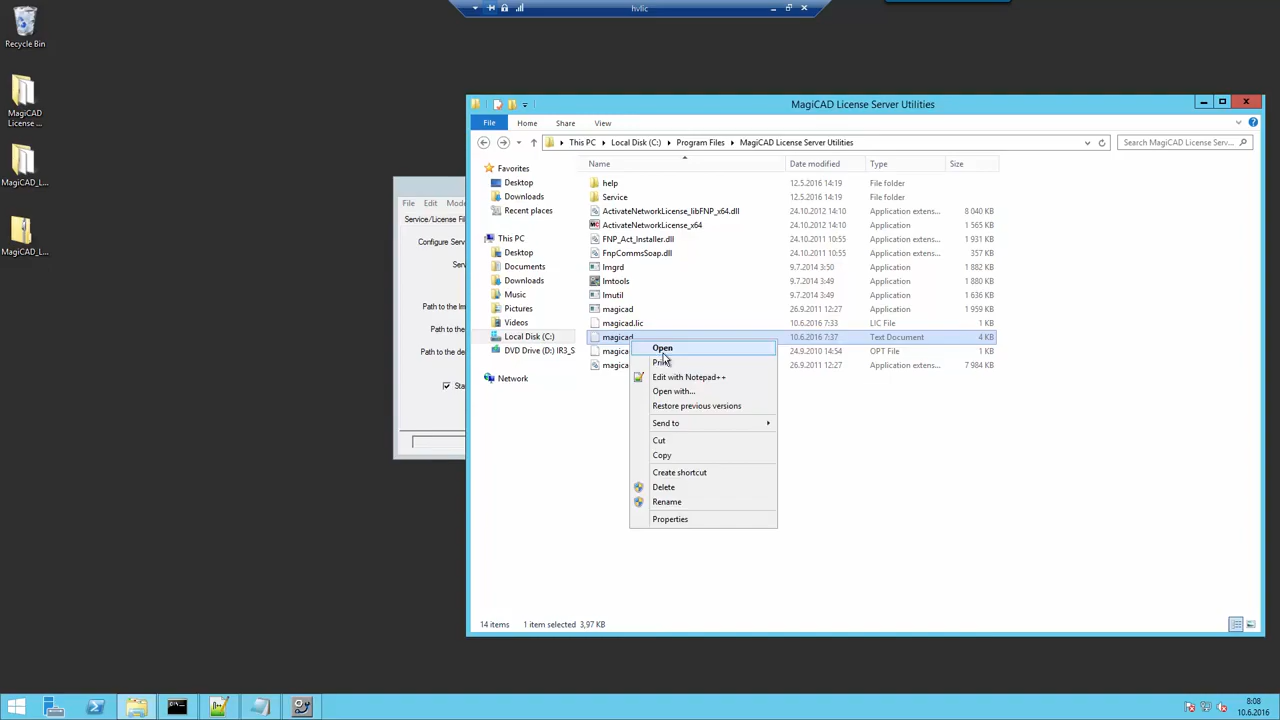 hvlic
Recycle Bin
MagiCAD
License ...
MagiCAD_L...
MagiCAD_L...
File Edit Mo
Service/License Fil
Configure Serv
Serv
Path to the lm
Path to the
Path to the
Sta
MagiCAD License Server Utilities
File Home Share View
This PC Local Disk (C:) Program Files MagiCAD License Server Utilities
Search MagiCAD License Serv...
Favorites
Desktop
Downloads
Recent places
This PC
Desktop
Documents
Downloads
Music
Pictures
Videos
Local Disk (C:)
DVD Drive (D:) IR3_S
Network
Name Date modified Type Size
help 12.5.2016 14:19 File folder
Service 12.5.2016 14:19 File folder
ActivateNetworkLicense_libFNP_x64.dll 24.10.2012 14:10 Application extens... 8 040 KB
ActivateNetworkLicense_x64 24.10.2012 14:10 Application 1 565 KB
FNP_Act_Installer.dll 24.10.2011 10:55 Application extens... 1 931 KB
FnpCommsSoap.dll 24.10.2011 10:55 Application extens... 357 KB
lmgrd 9.7.2014 3:50 Application 1 882 KB
lmtools 9.7.2014 3:49 Application 1 880 KB
lmutil 9.7.2014 3:49 Application 1 636 KB
magicad 26.9.2011 12:27 Application 1 959 KB
magicad.lic 10.6.2016 7:33 LIC File 1 KB
magicad 10.6.2016 7:37 Text Document 4 KB
magica 24.9.2010 14:54 OPT File 1 KB
magica 26.9.2011 12:27 Application extens... 7 984 KB
Open
Print
Edit with Notepad++
Open with...
Restore previous versions
Send to
Cut
Copy
Create shortcut
Delete
Rename
Properties
14 items 1 item selected 3,97 KB
8:08
10.6.2016